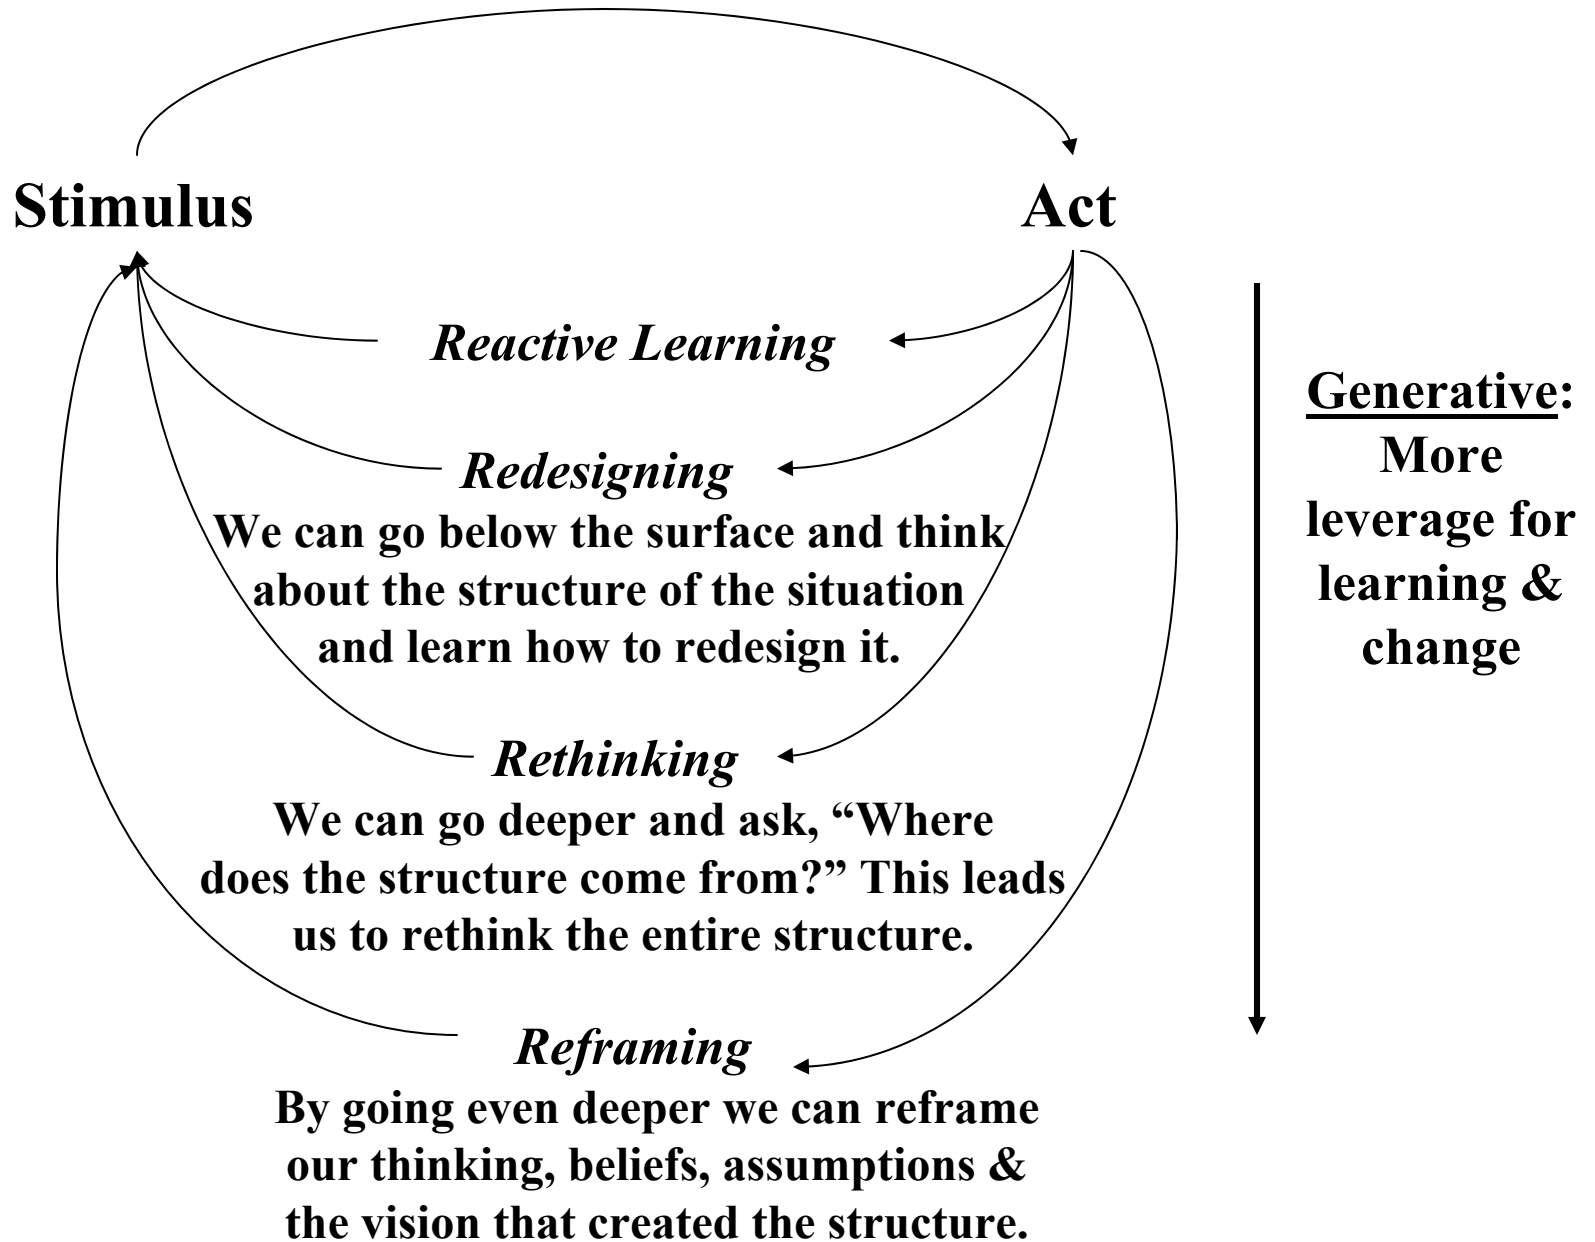 Stimulus
Act
Reactive Learning
Redesigning
We can go below the surface and think
about the structure of the situation
and learn how to redesign it.
Rethinking
We can go deeper and ask, “Where
does the structure come from?” This leads
us to rethink the entire structure.
Reframing
By going even deeper we can reframe
our thinking, beliefs, assumptions &
the vision that created the structure.
Generative:
More
leverage for
learning &
change